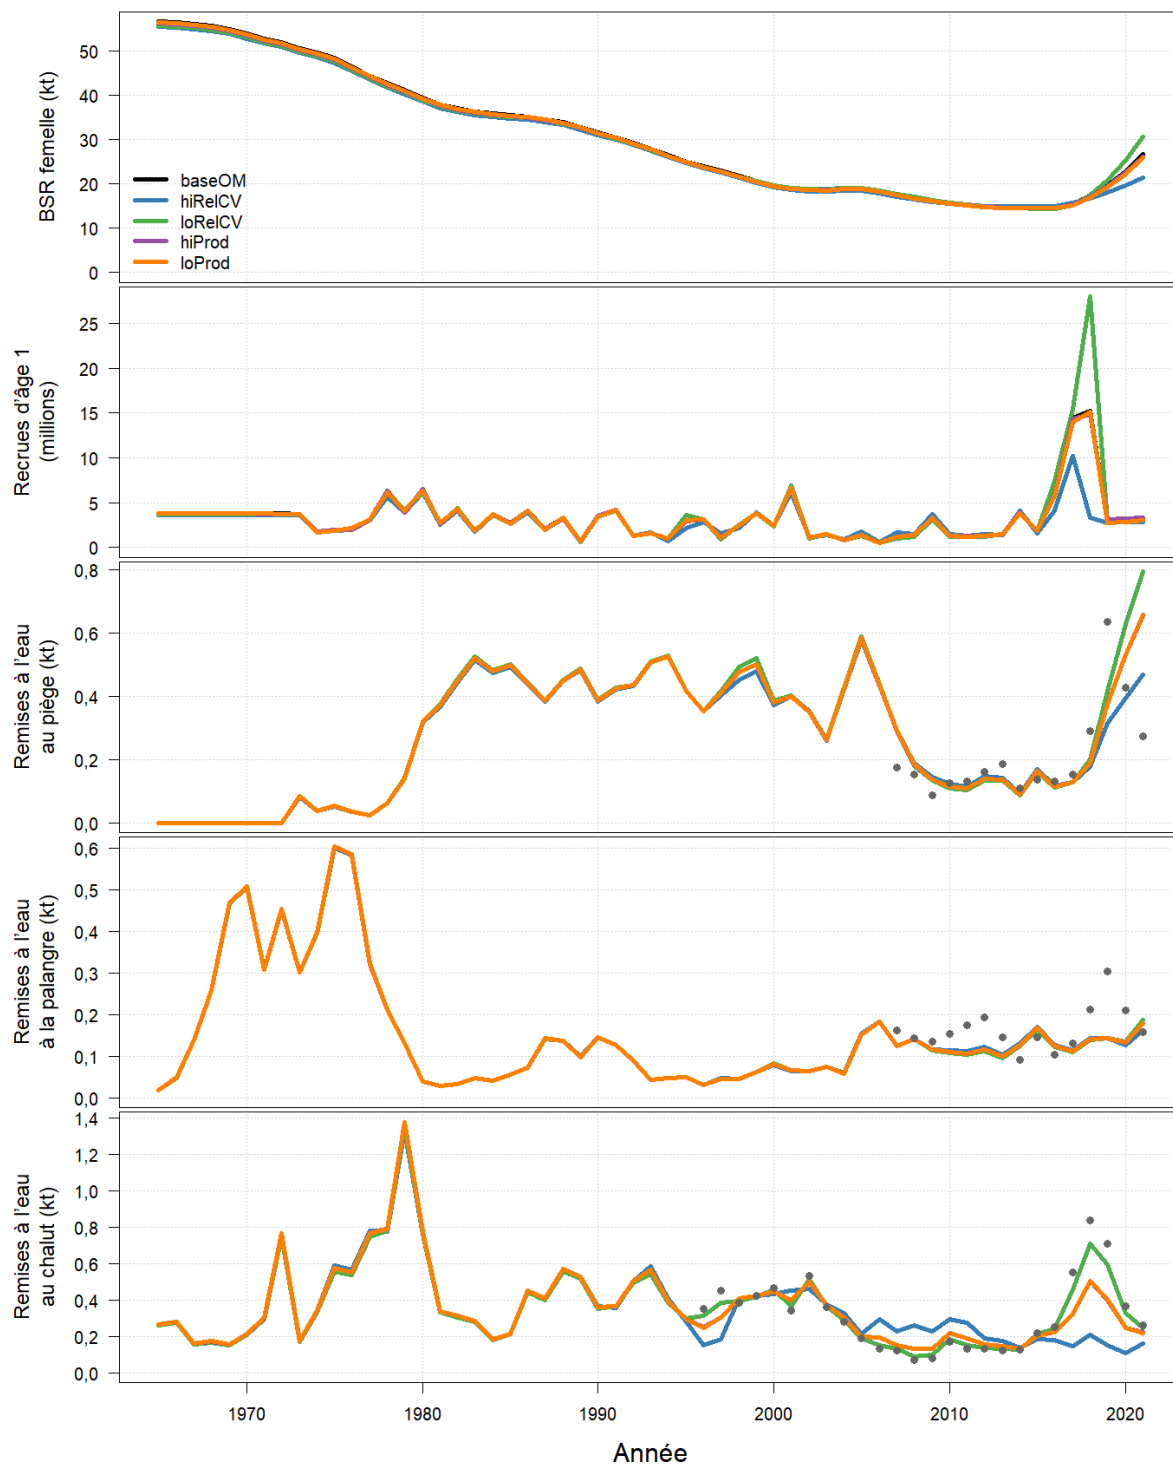 BSR femelle (kt)
50
40
30
20
10
0
baseOM
hiRelCV
loRelCV
hiProd
loProd
Recrues d'âge 1
(millions)
25
20
15
10
5
0
Remises à l'eau
au piège (kt)
0,8
0,6
0,4
0,2
0,0
Remises à l'eau
à la palangre (kt)
0,6
0,5
0,4
0,3
0,2
0,1
0,0
Remises à l'eau
au chalut (kt)
1,4
1,2
1,0
0,8
0,6
0,4
0,2
0,0
1970
1980
1990
2000
2010
2020
Année